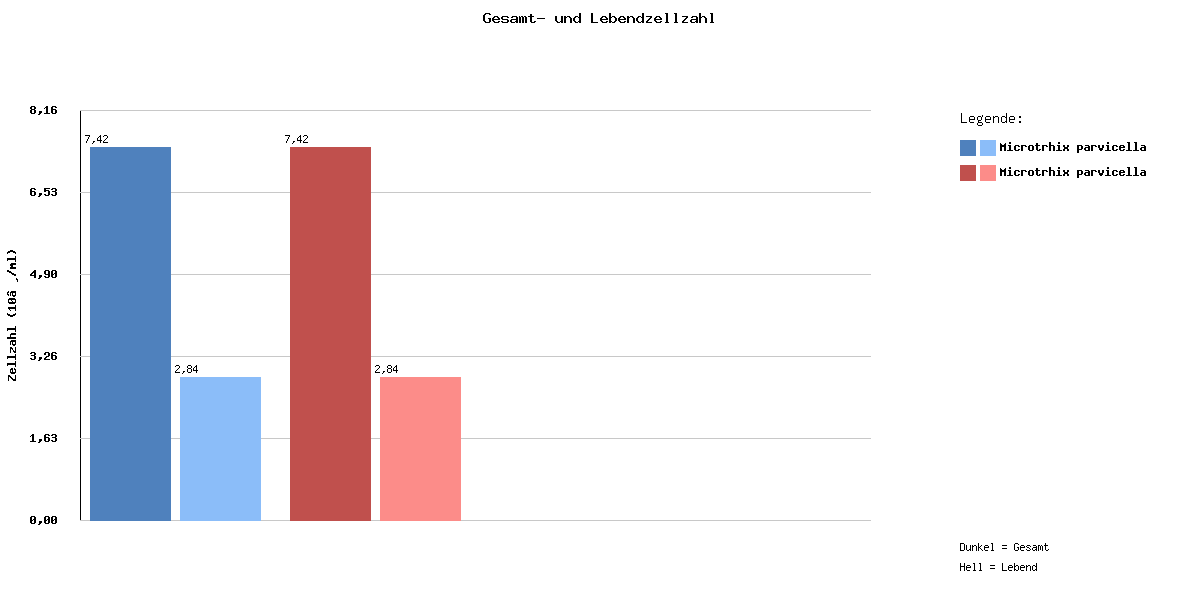 Gesamt- und Lebendzellzahl
8,16
6,53
4,90
3,26
1,63
0,00
Zellzahl (10â ¸/ml)
7,42
2,84
7,42
2,84
Legende:
Microtrhix parvicella
Microtrhix parvicella
Dunkel = Gesamt
Hell = Lebend